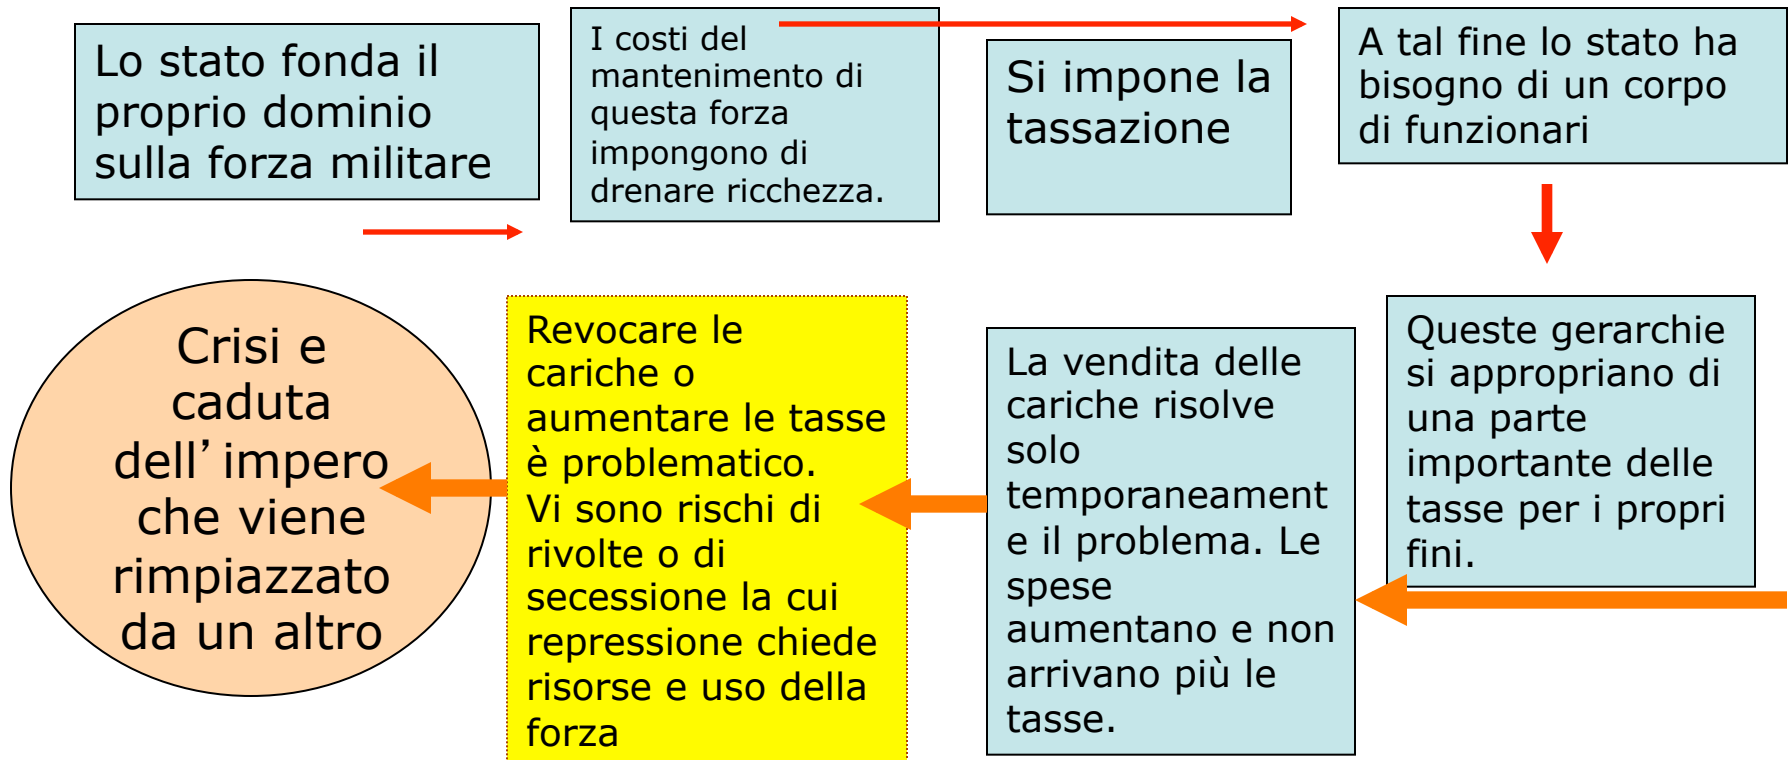 Lo stato fonda il
proprio dominio
sulla forza militare
I costi del
mantenimento di
questa forza
impongono di
drenare ricchezza.
Si impone la
tassazione
A tal fine lo stato ha
bisogno di un corpo
di funzionari
Queste gerarchie
si appropriano di
una parte
importante delle
tasse per i propri
fini.
La vendita delle
cariche risolve
solo
temporaneament
e il problema. Le
spese
aumentano e non
arrivano più le
tasse.
Revocare le
cariche o
aumentare le tasse
è problematico.
Vi sono rischi di
rivolte o di
secessione la cui
repressione chiede
risorse e uso della
forza
Crisi e
caduta
dell’impero
che viene
rimpiazzato
da un altro